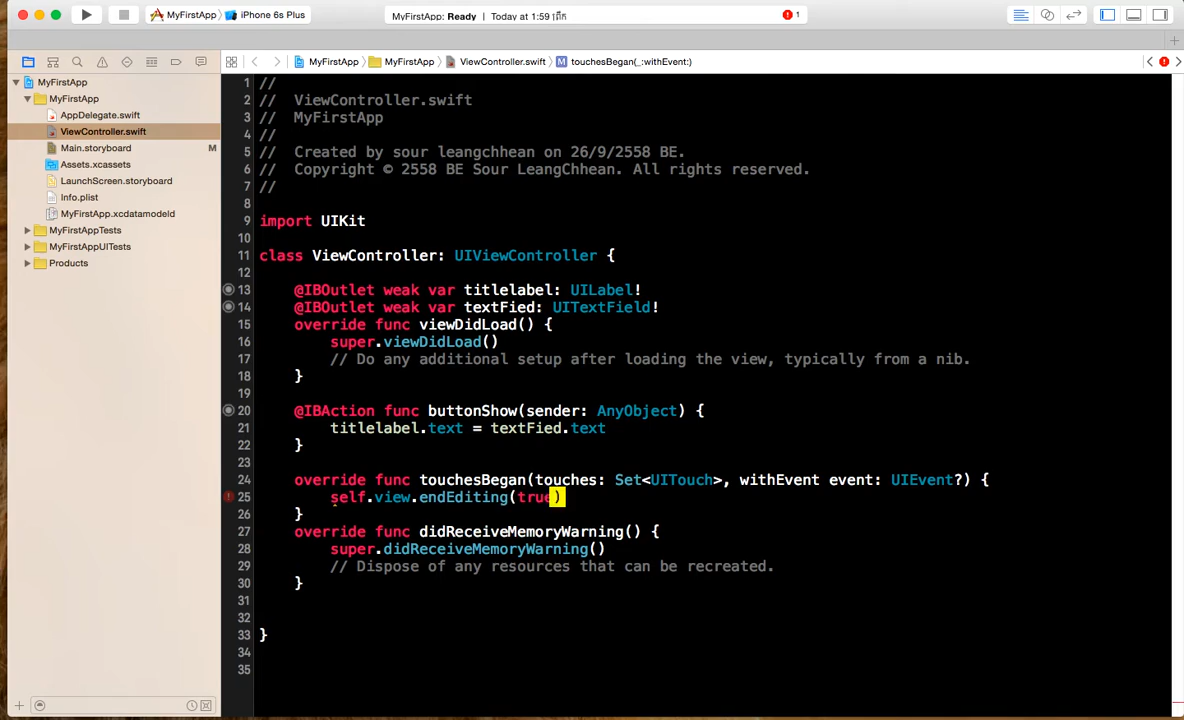 MyFirstApp iPhone 6s Plus MyFirstApp: Ready | Today at 1:59 ព្រឹក 1
MyFirstApp MyFirstApp ViewController.swift M touchesBegan(_:withEvent:)
MyFirstApp
MyFirstApp
AppDelegate.swift
ViewController.swift
Main.storyboard M
Assets.xcassets
LaunchScreen.storyboard
Info.plist
MyFirstApp.xcdatamodeld
MyFirstAppTests
MyFirstAppUITests
Products
1 //
2 // ViewController.swift
3 // MyFirstApp
4 //
5 // Created by sour leangchhean on 26/9/2558 BE.
6 // Copyright © 2558 BE Sour LeangChhean. All rights reserved.
7 //
8
9 import UIKit
10
11 class ViewController: UIViewController {
12
13 @IBOutlet weak var titlelabel: UILabel!
14 @IBOutlet weak var textFied: UITextField!
15 override func viewDidLoad() {
16 super.viewDidLoad()
17 // Do any additional setup after loading the view, typically from a nib.
18 }
19
20 @IBAction func buttonShow(sender: AnyObject) {
21 titlelabel.text = textFied.text
22 }
23
24 override func touchesBegan(touches: Set<UITouch>, withEvent event: UIEvent?) {
25 self.view.endEditing(true)
26 }
27 override func didReceiveMemoryWarning() {
28 super.didReceiveMemoryWarning()
29 // Dispose of any resources that can be recreated.
30 }
31
32
33 }
34
35